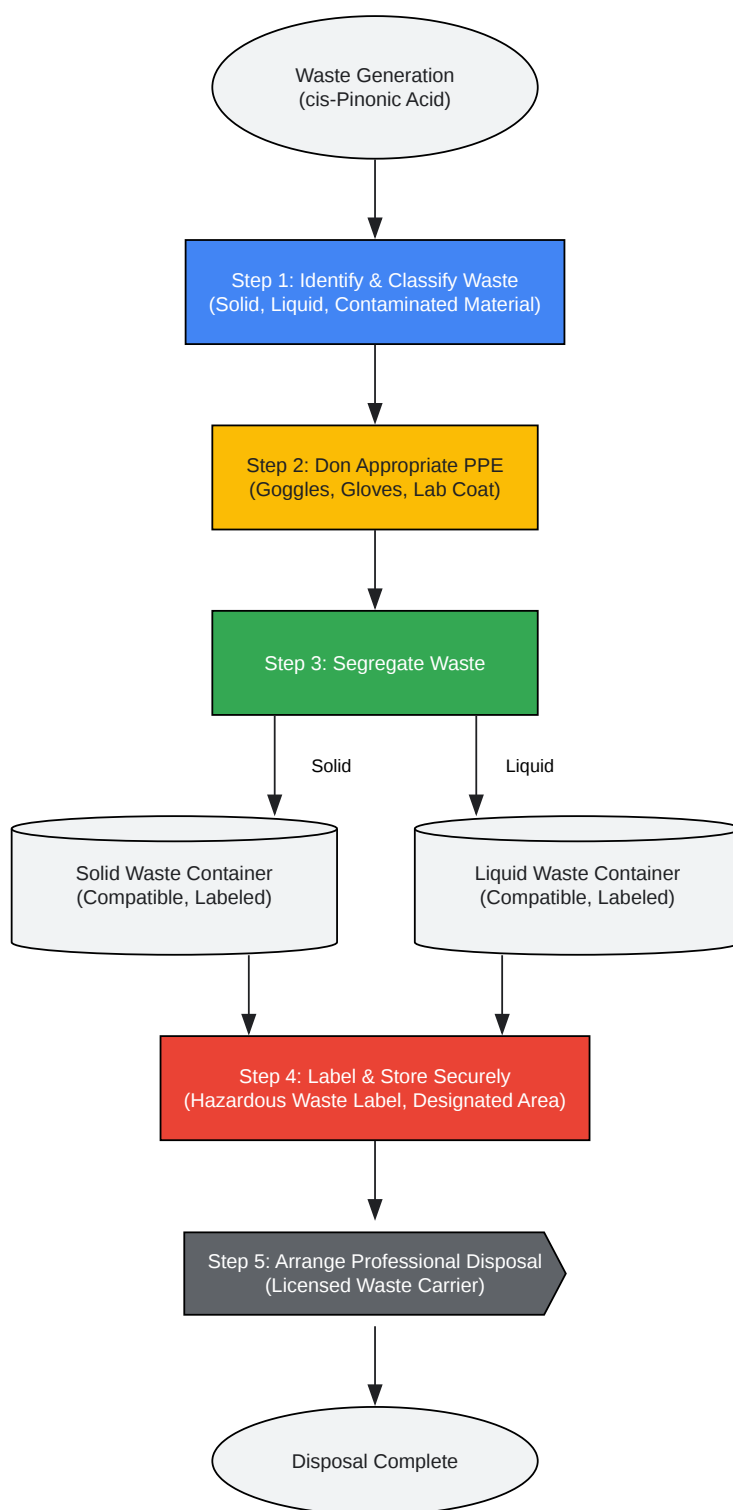 Waste Generation
(cis-Pinonic Acid)
Step 1: Identify & Classify Waste
(Solid, Liquid, Contaminated Material)
Step 2: Don Appropriate PPE
(Goggles, Gloves, Lab Coat)
Step 3: Segregate Waste
Solid
Liquid
Solid Waste Container
(Compatible, Labeled)
Liquid Waste Container
(Compatible, Labeled)
Step 4: Label & Store Securely
(Hazardous Waste Label, Designated Area)
Step 5: Arrange Professional Disposal
(Licensed Waste Carrier)
Disposal Complete